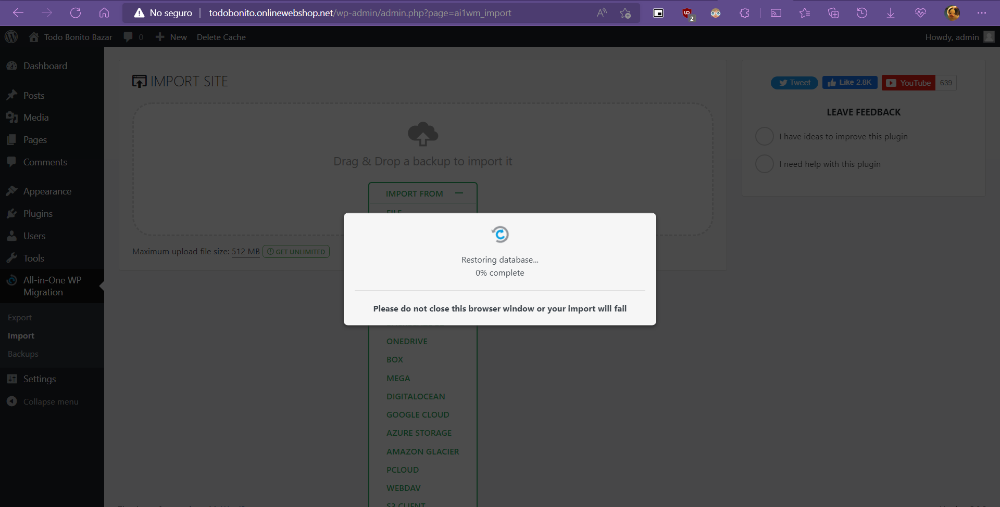 No seguro
todobonito.onlinewebshop.net/wp-admin/admin.php?page=ai1wm_import
2
Todo Bonito Bazar
0
New
Delete Cache
Howdy, admin
Dashboard
Posts
Media
Pages
Comments
Appearance
Plugins
Users
Tools
All-in-One WP
Migration
Export
Import
Backups
Settings
Collapse menu
IMPORT SITE
Drag & Drop a backup to import it
IMPORT FROM
FILE
Restoring database...
0% complete
Please do not close this browser window or your import will fail
ONEDRIVE
BOX
MEGA
DIGITALOCEAN
GOOGLE CLOUD
AZURE STORAGE
AMAZON GLACIER
PCLOUD
WEBDAV
S3 CLIENT
Maximum upload file size: 512 MB GET UNLIMITED
Tweet
Like 2.8K
YouTube
639
LEAVE FEEDBACK
I have ideas to improve this plugin
I need help with this plugin